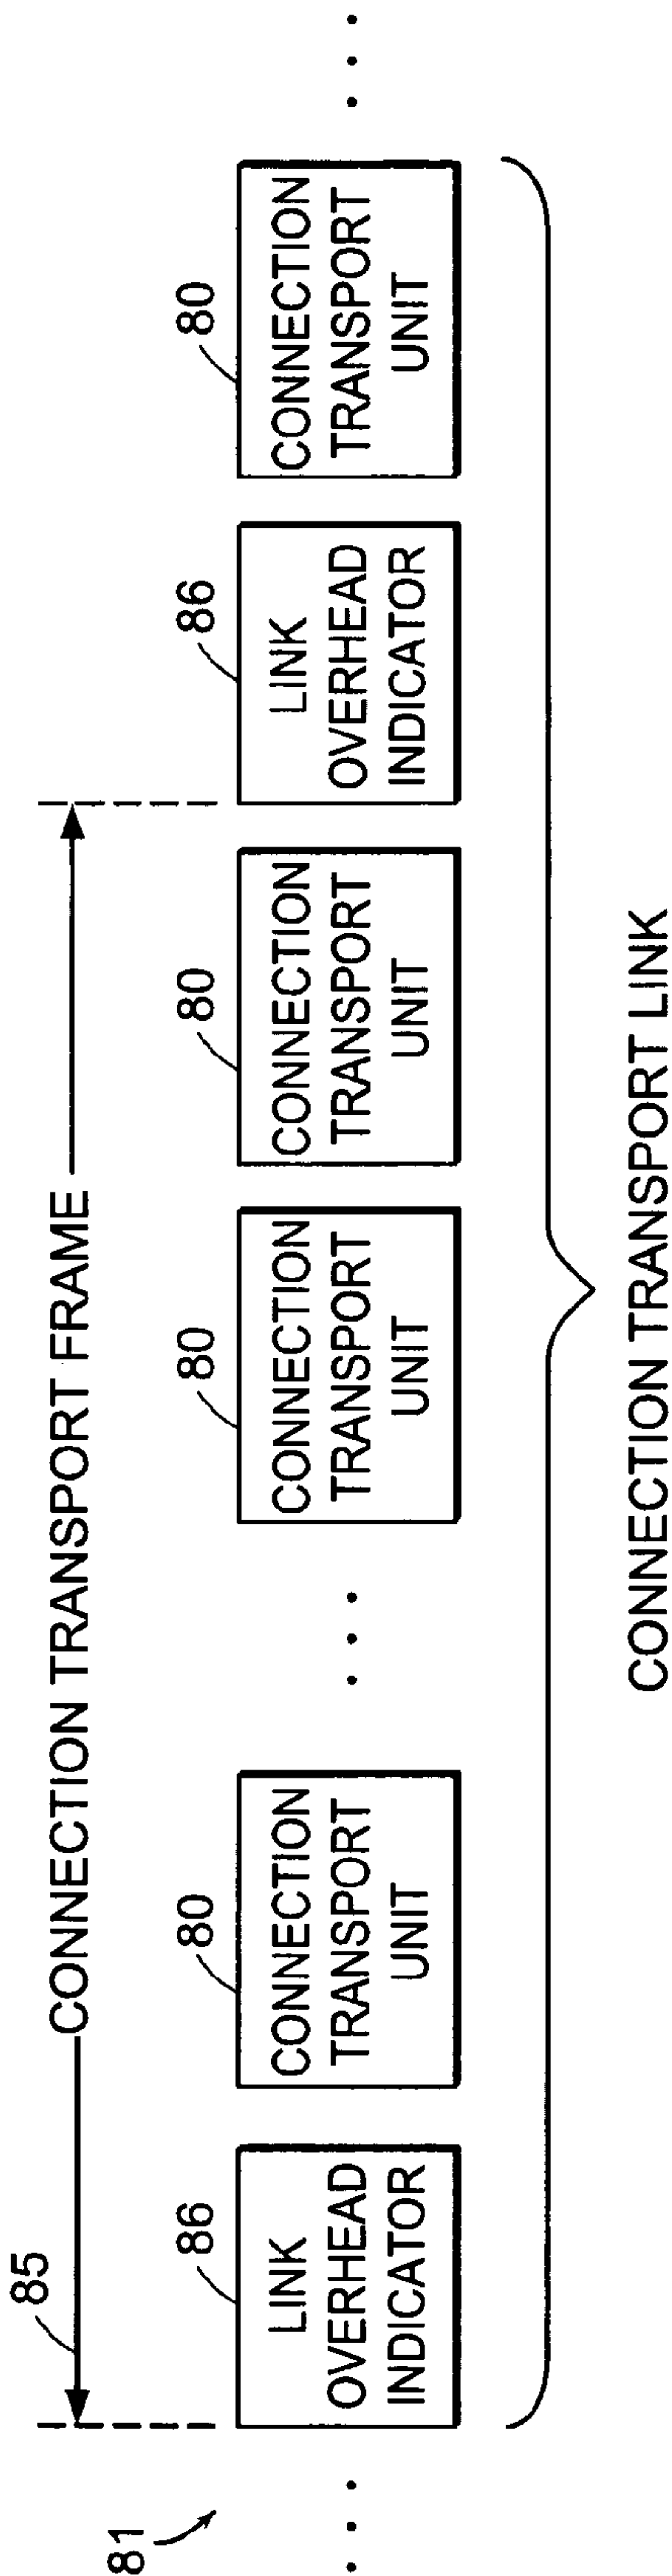 85
CONNECTION TRANSPORT FRAME
81
86
80
80
80
86
80
LINK
OVERHEAD
INDICATOR
CONNECTION
TRANSPORT
UNIT
CONNECTION
TRANSPORT
UNIT
CONNECTION
TRANSPORT
UNIT
LINK
OVERHEAD
INDICATOR
CONNECTION
TRANSPORT
UNIT
CONNECTION TRANSPORT LINK